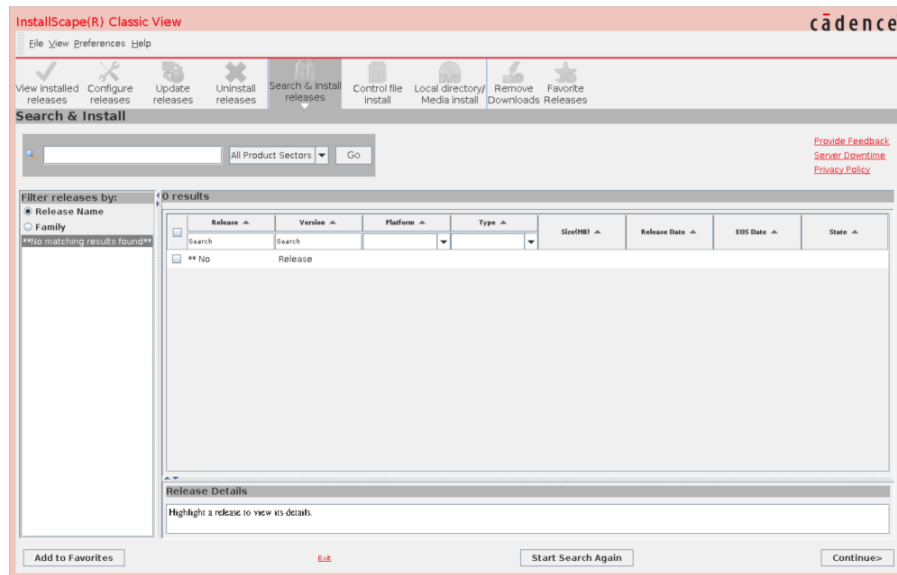 InstallScape(R) Classic View
cādence
File View Preferences Help
View installed releases
Configure releases
Update releases
Uninstall releases
Search & Install releases
Control file install
Local directory/ Media install
Remove Downloads
Favorite Releases
Search & Install
All Product Sectors
Go
Provide Feedback
Server Downtime
Privacy Policy
Filter releases by:
Release Name
Family
**No matching results found**
0 results
Release Version Platform Type Size(MB) Release Date EOS Date State
Search Search
** No Release
Release Details
Highlight a release to view its details.
Add to Favorites Exit Start Search Again Continue>